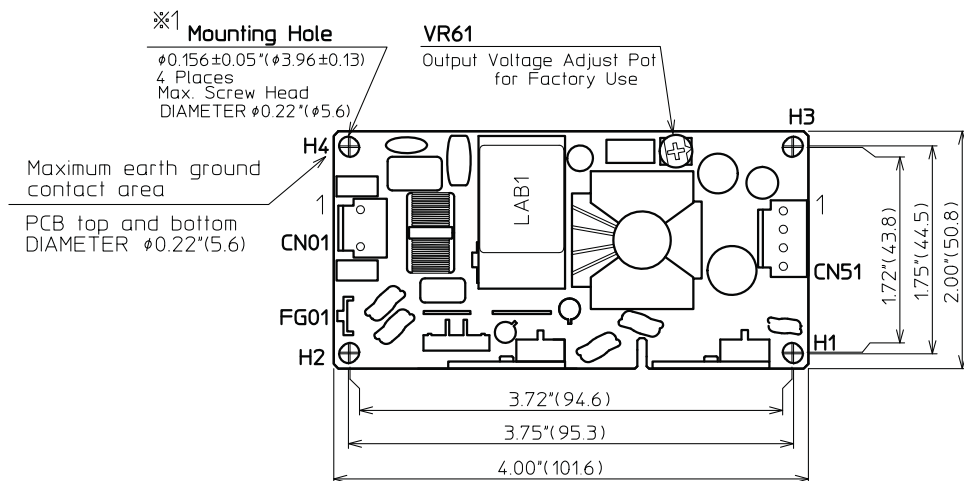 ※1 Mounting Hole
φ0.156±0.05"(φ3.96±0.13)
4 Places
Max. Screw Head
DIAMETER φ0.22"(φ5.6)
VR61
Output Voltage Adjust Pot
for Factory Use
H3
H4
Maximum earth ground
contact area
PCB top and bottom
DIAMETER φ0.22"(5.6)
LAB1
1
1
CN01
CN51
FG01
H2
H1
1.72"(43.8)
1.75"(44.5)
2.00"(50.8)
3.72"(94.6)
3.75"(95.3)
4.00"(101.6)